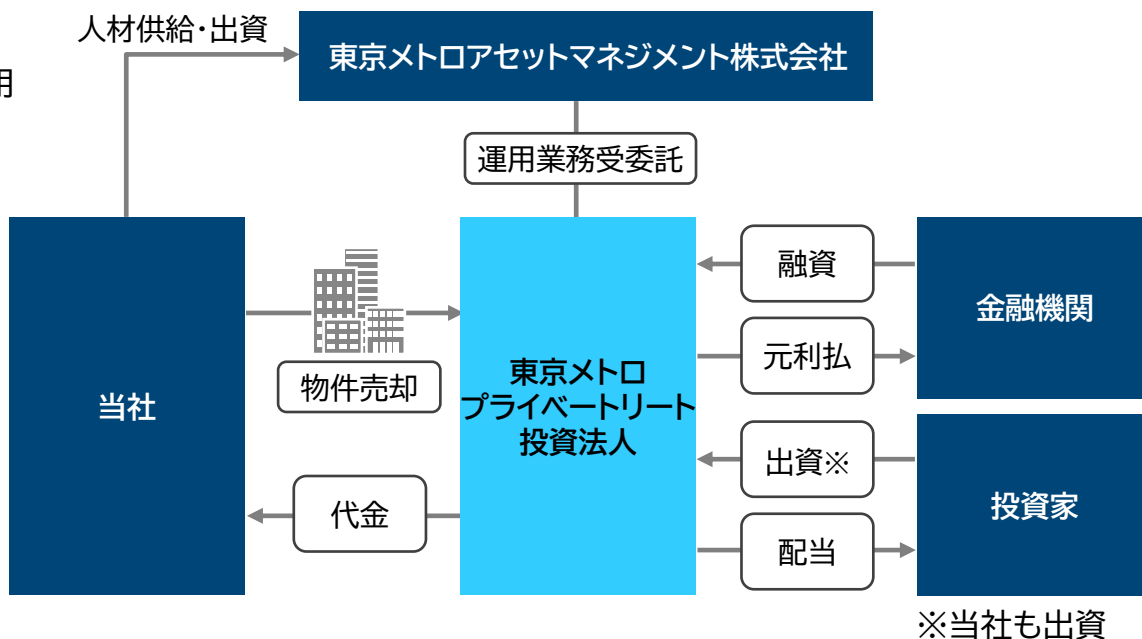 人材供給・出資
用
東京メトロアセットマネジメント株式会社
運用業務受委託
当社
物件売却
代金
東京メトロ
プライベートリート
投資法人
融資
元利払
出資※
配当
金融機関
投資家
※当社も出資